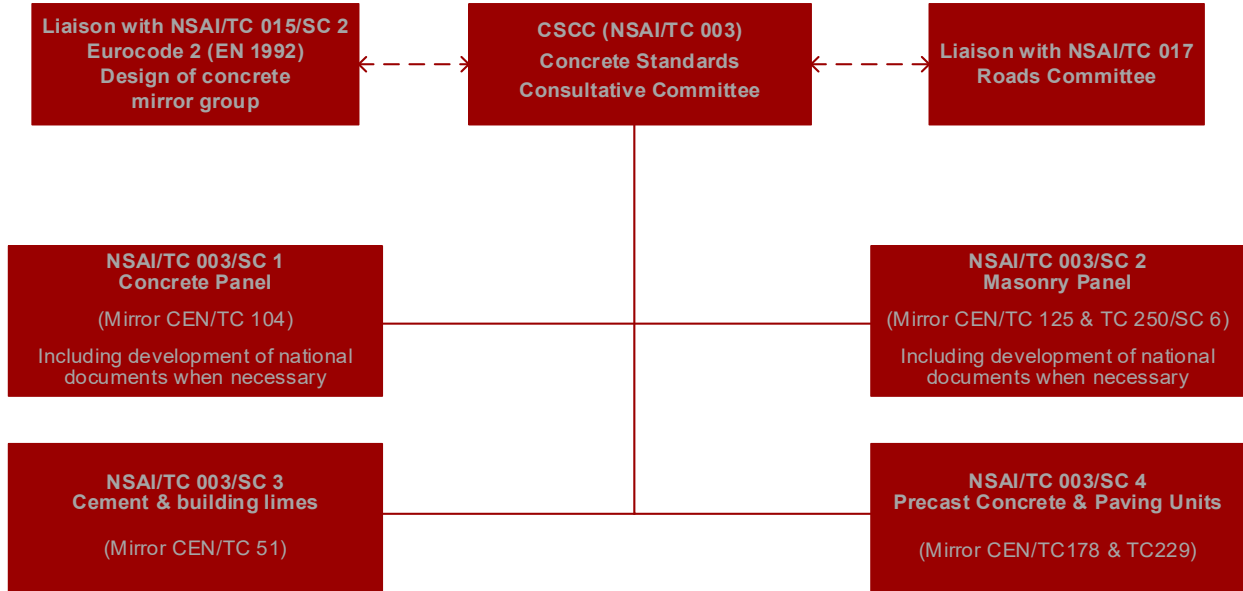 Liaison with NSAI/TC 015/SC 2
Eurocode 2 (EN 1992)
Design of concrete
mirror group
CSCC (NSAI/TC 003)
Concrete Standards
Consultative Committee
Liaison with NSAI/TC 017
Roads Committee
NSAI/TC 003/SC 1
Concrete Panel
(Mirror CEN/TC 104)
Including development of national
documents when necessary
NSAI/TC 003/SC 2
Masonry Panel
(Mirror CEN/TC 125 & TC 250/SC 6)
Including development of national
documents when necessary
NSAI/TC 003/SC 3
Cement & building limes
(Mirror CEN/TC 51)
NSAI/TC 003/SC 4
Precast Concrete & Paving Units
(Mirror CEN/TC178 & TC229)